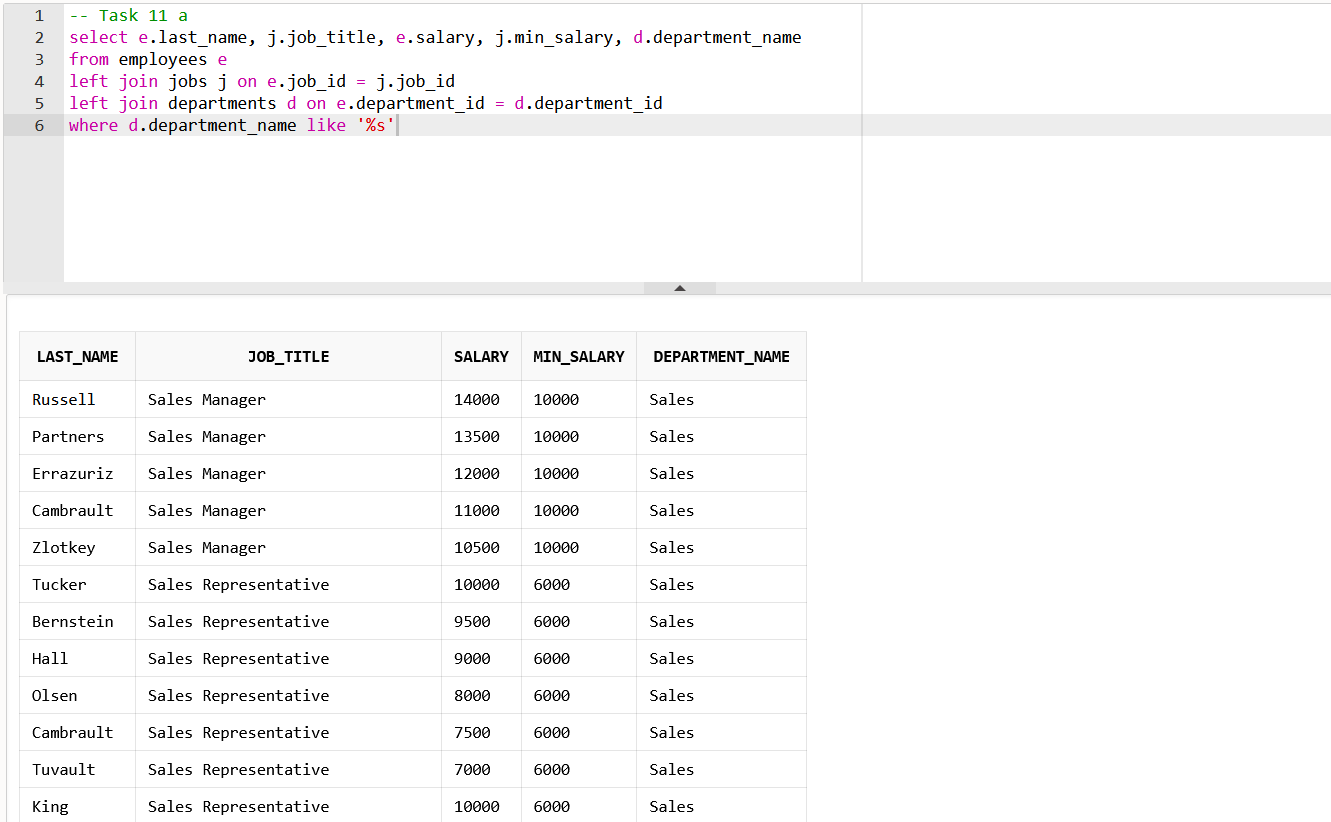 1 -- Task 11 a
2 select e.last_name, j.job_title, e.salary, j.min_salary, d.department_name
3 from employees e
4 left join jobs j on e.job_id = j.job_id
5 left join departments d on e.department_id = d.department_id
6 where d.department_name like '%s'
LAST_NAME JOB_TITLE SALARY MIN_SALARY DEPARTMENT_NAME
Russell Sales Manager 14000 10000 Sales
Partners Sales Manager 13500 10000 Sales
Errazuriz Sales Manager 12000 10000 Sales
Cambrault Sales Manager 11000 10000 Sales
Zlotkey Sales Manager 10500 10000 Sales
Tucker Sales Representative 10000 6000 Sales
Bernstein Sales Representative 9500 6000 Sales
Hall Sales Representative 9000 6000 Sales
Olsen Sales Representative 8000 6000 Sales
Cambrault Sales Representative 7500 6000 Sales
Tuvault Sales Representative 7000 6000 Sales
King Sales Representative 10000 6000 Sales